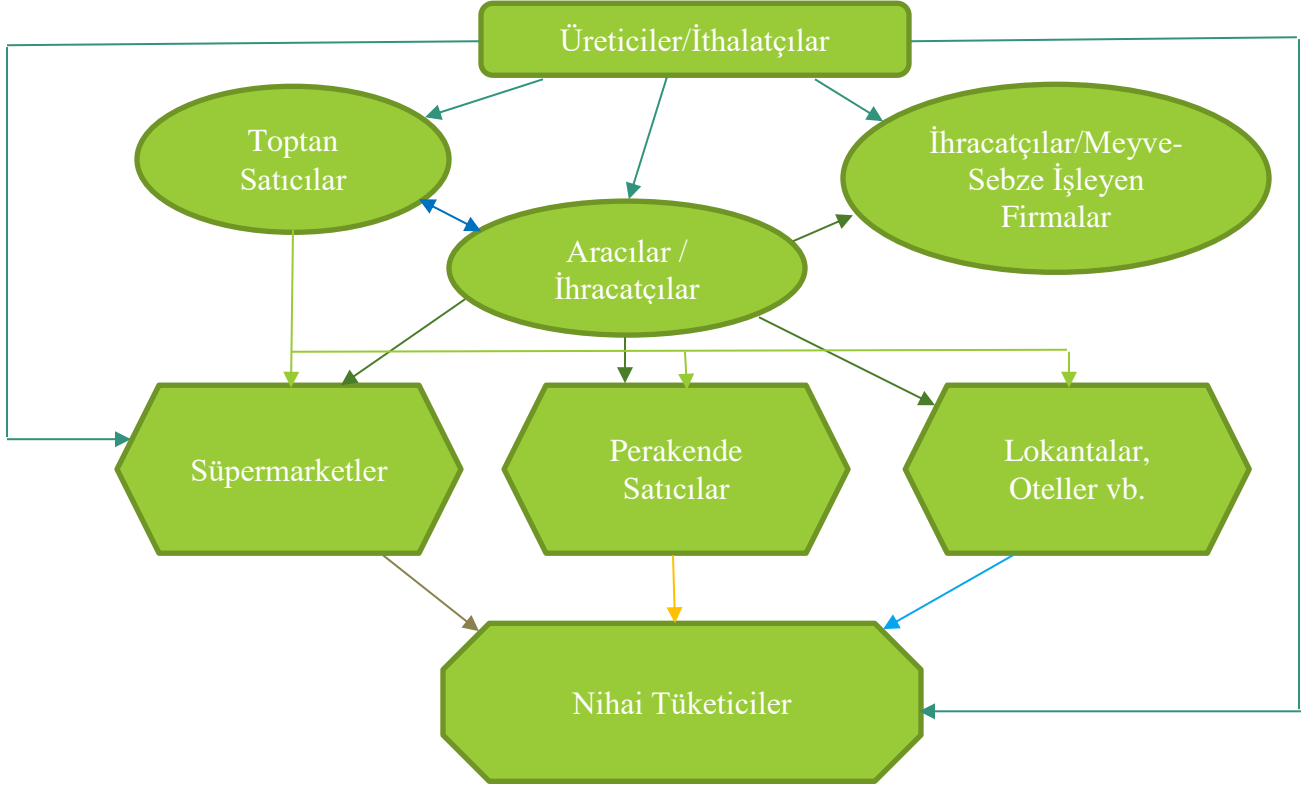 Üreticiler/İthalatçılar
Toptan
Satıcılar
İhracatçılar/Meyve-
Sebze İşleyen
Firmalar
Aracılar /
İhracatçılar
Süpermarketler
Perakende
Satıcılar
Lokantalar,
Oteller vb.
Nihai Tüketiciler